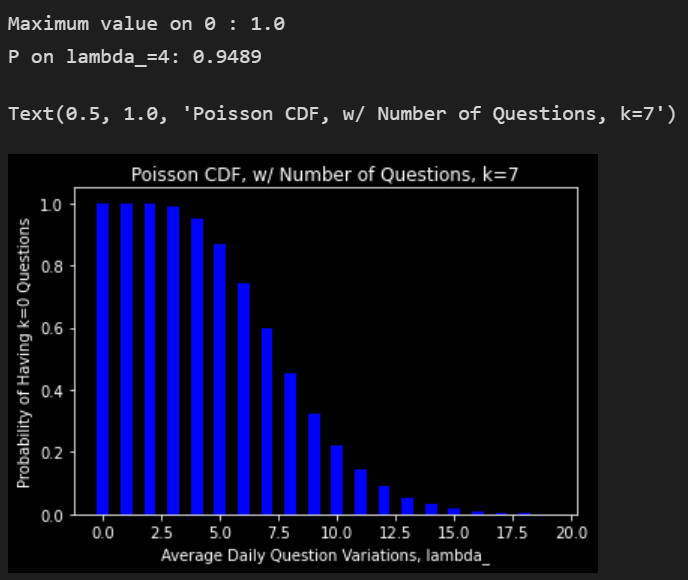 Maximum value on 0 : 1.0
P on lambda_=4: 0.9489
Text(0.5, 1.0, 'Poisson CDF, w/ Number of Questions, k=7')
Poisson CDF, w/ Number of Questions, k=7
Probability of Having k=0 Questions
1.0
0.8
0.6
0.4
0.2
0.0
0.0 2.5 5.0 7.5 10.0 12.5 15.0 17.5 20.0
Average Daily Question Variations, lambda_